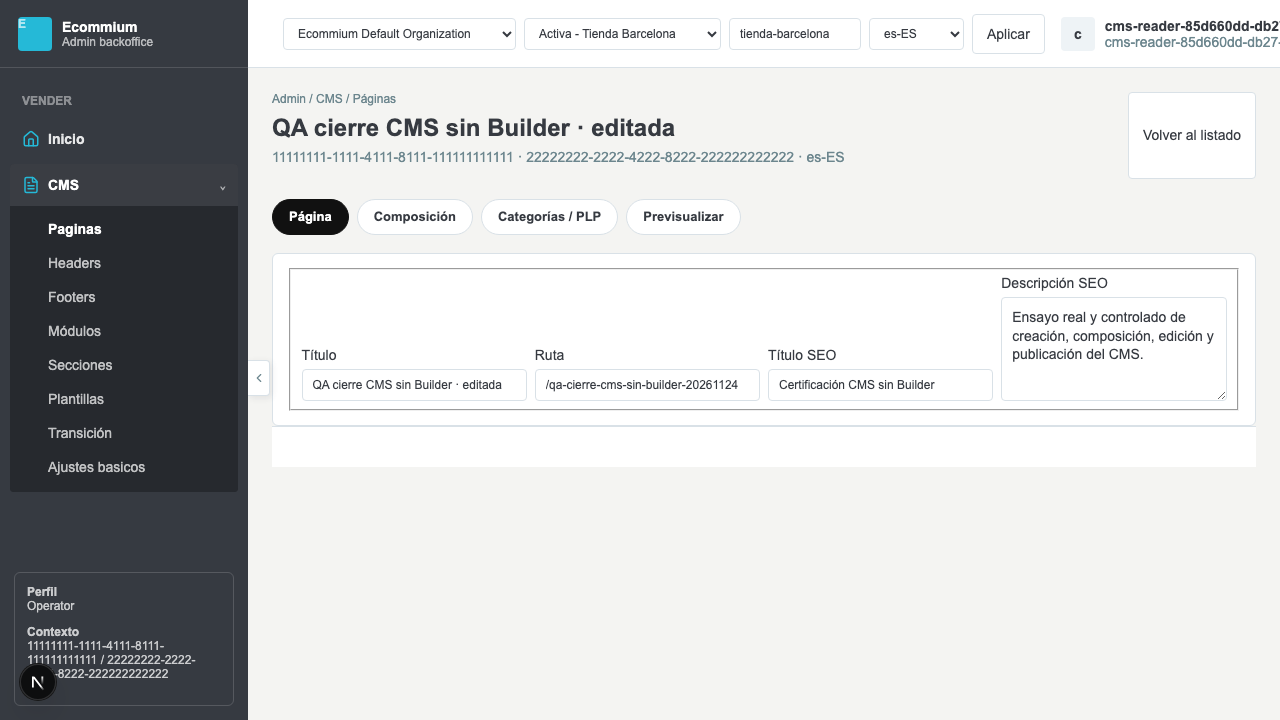 E
Ecommium
Admin backoffice
Ecommium Default Organization
Activa - Tienda Barcelona
tienda-barcelona
es-ES
Aplicar
c
cms-reader-85d660dd-db2
cms-reader-85d660dd-db27-
VENDER
Inicio
CMS
Paginas
Headers
Footers
Módulos
Secciones
Plantillas
Transición
Ajustes basicos
Perfil
Operator
Contexto
11111111-1111-4111-8111-
111111111111 / 22222222-2222-
-8222-222222222222
N
Admin / CMS / Páginas
QA cierre CMS sin Builder · editada
11111111-1111-4111-8111-111111111111 · 22222222-2222-4222-8222-222222222222 · es-ES
Volver al listado
Página
Composición
Categorías / PLP
Previsualizar
Título
QA cierre CMS sin Builder · editada
Ruta
/qa-cierre-cms-sin-builder-20261124
Título SEO
Certificación CMS sin Builder
Descripción SEO
Ensayo real y controlado de
creación, composición, edición y
publicación del CMS.